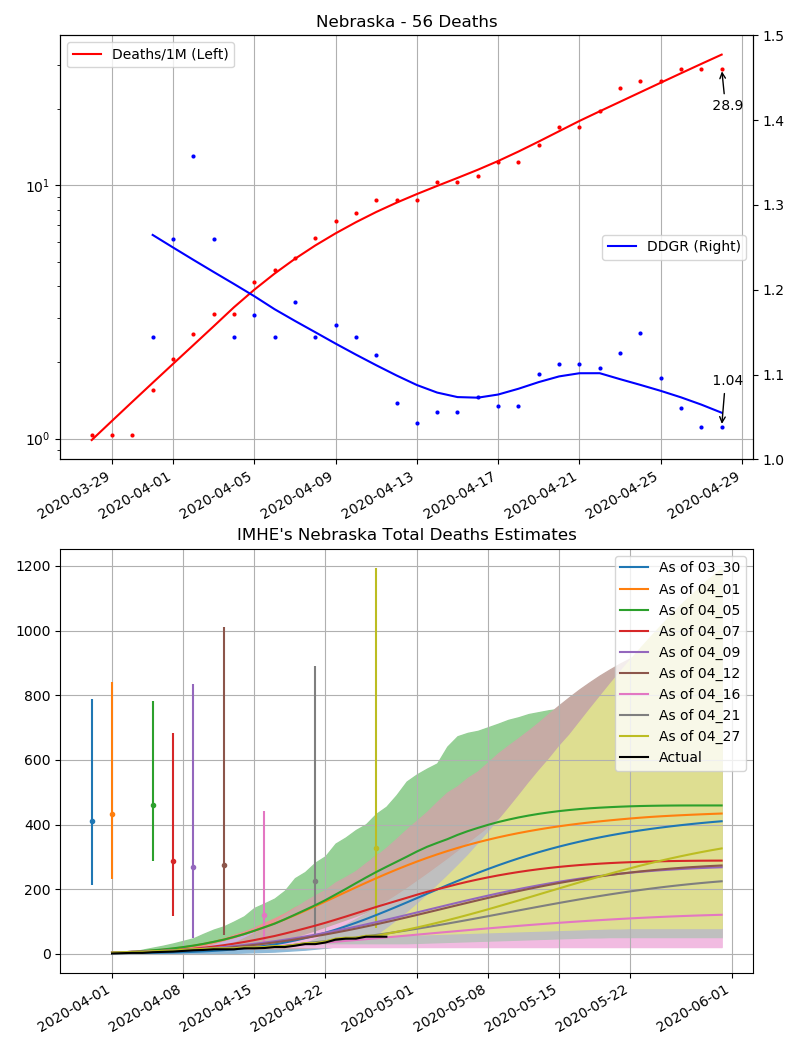 Nebraska - 56 Deaths
Deaths/1M (Left)
DDGR (Right)
28.9
1.04
10^1
10^0
1.5
1.4
1.3
1.2
1.1
1.0
2020-03-29
2020-04-01
2020-04-05
2020-04-09
2020-04-13
2020-04-17
2020-04-21
2020-04-25
2020-04-29
IMHE's Nebraska Total Deaths Estimates
1200
1000
800
600
400
200
0
As of 03_30
As of 04_01
As of 04_05
As of 04_07
As of 04_09
As of 04_12
As of 04_16
As of 04_21
As of 04_27
Actual
2020-04-01
2020-04-08
2020-04-15
2020-04-22
2020-05-01
2020-05-08
2020-05-15
2020-05-22
2020-06-01